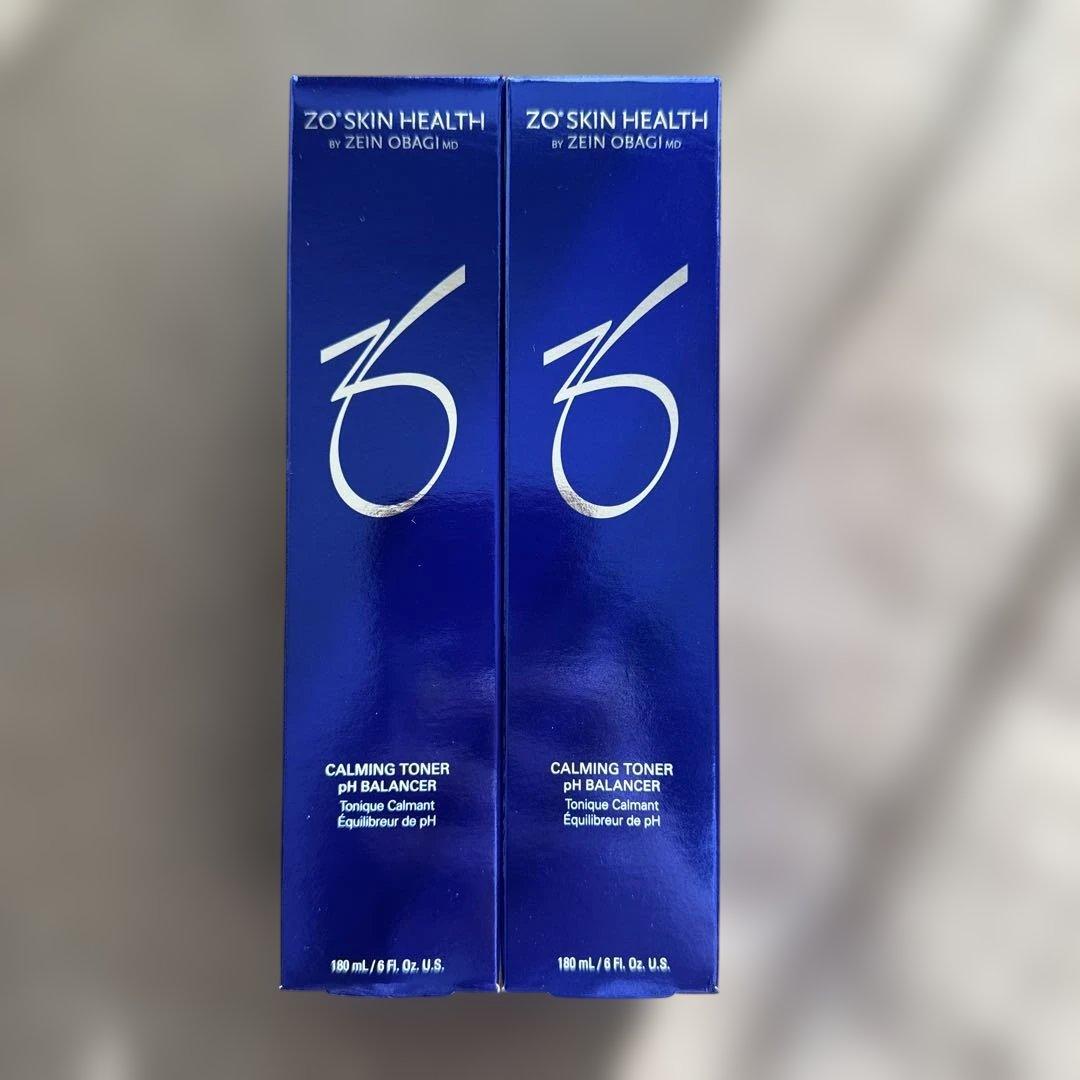 ZO® SKIN HEALTH
BY ZEIN OBAGI MD
CALMING TONER
pH BALANCER
Tonique Calmant
Équilibreur de pH
180 mL / 6 Fl. Oz. U.S.
ZO® SKIN HEALTH
BY ZEIN OBAGI MD
CALMING TONER
pH BALANCER
Tonique Calmant
Équilibreur de pH
180 mL / 6 Fl. Oz. U.S.